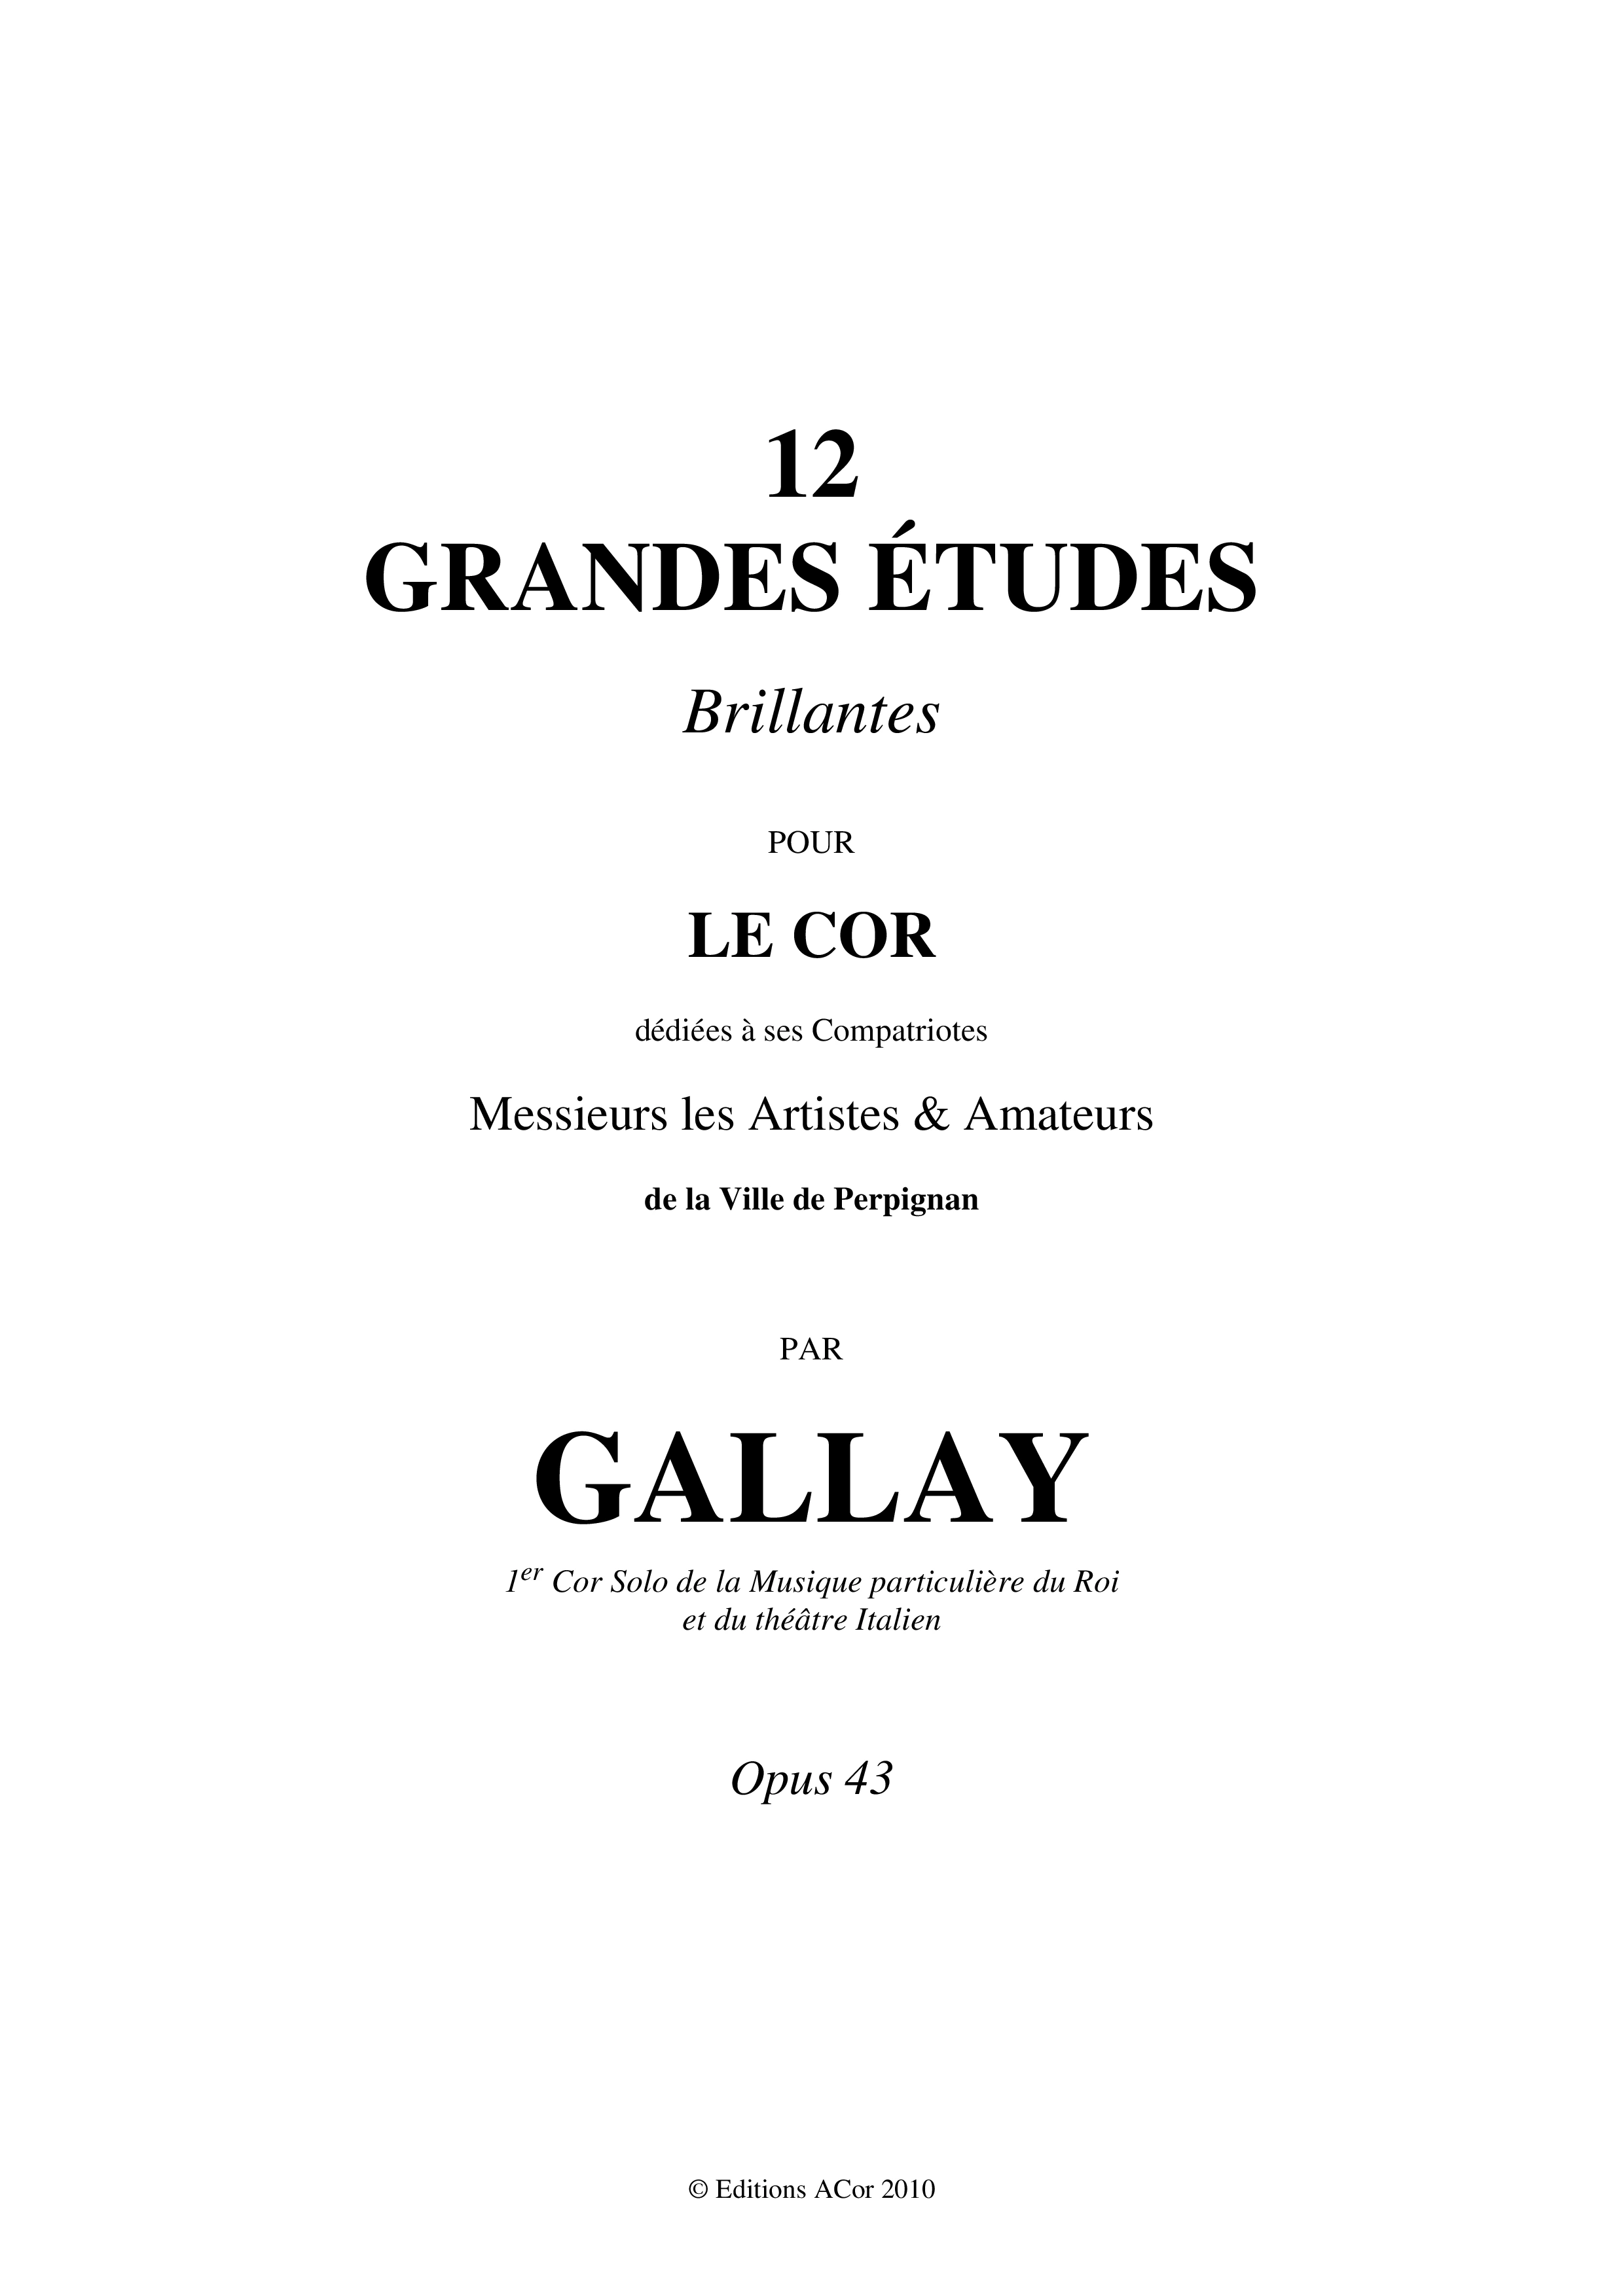 12
GRANDES ÉTUDES
Brillantes
POUR
LE COR
dédiées à ses Compatriotes
Messieurs les Artistes & Amateurs
de la Ville de Perpignan
PAR
GALLAY
1er Cor Solo de la Musique particulière du Roi
et du théâtre Italien
Opus 43
© Editions ACor 2010